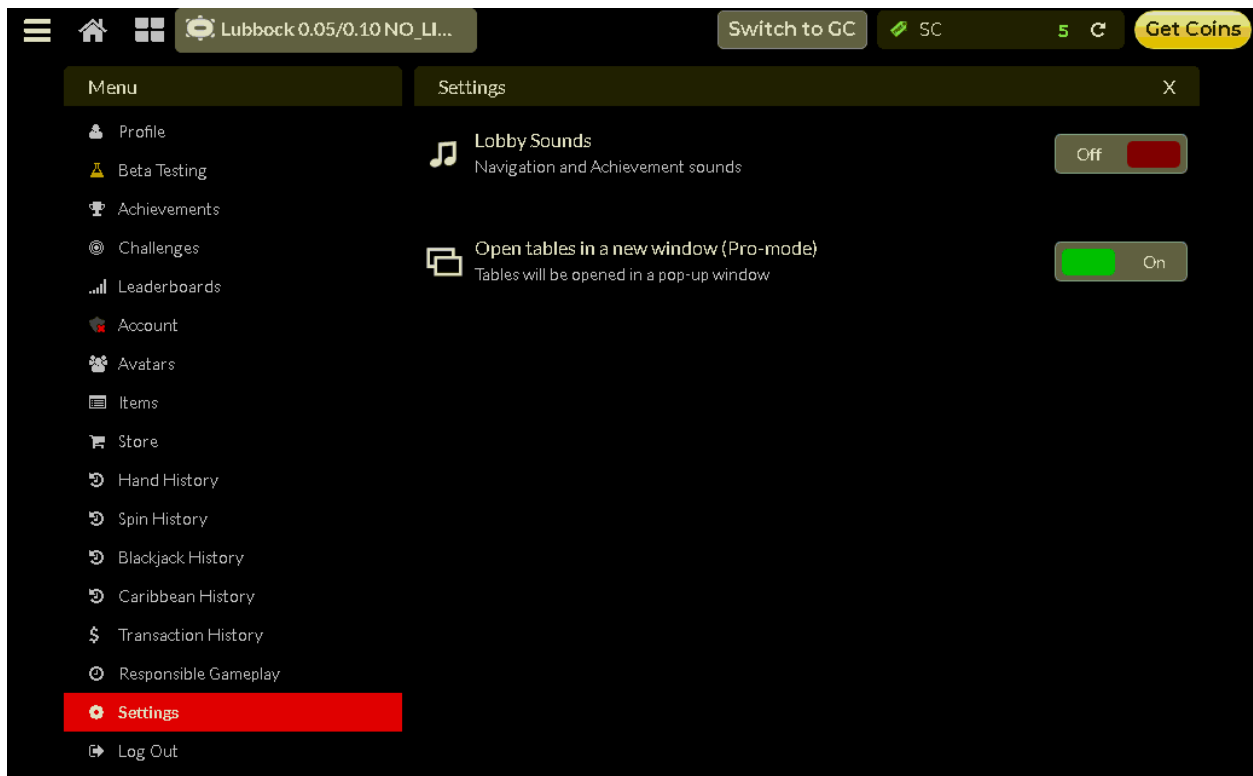 Lubbock 0.05/0.10 NO_LI...
Switch to GC
SC
5
Get Coins
Menu
Profile
Beta Testing
Achievements
Challenges
Leaderboards
Account
Avatars
Items
Store
Hand History
Spin History
Blackjack History
Caribbean History
$ Transaction History
Responsible Gameplay
Settings
Log Out
Settings
X
Lobby Sounds
Navigation and Achievement sounds
Off
Open tables in a new window (Pro-mode)
Tables will be opened in a pop-up window
On